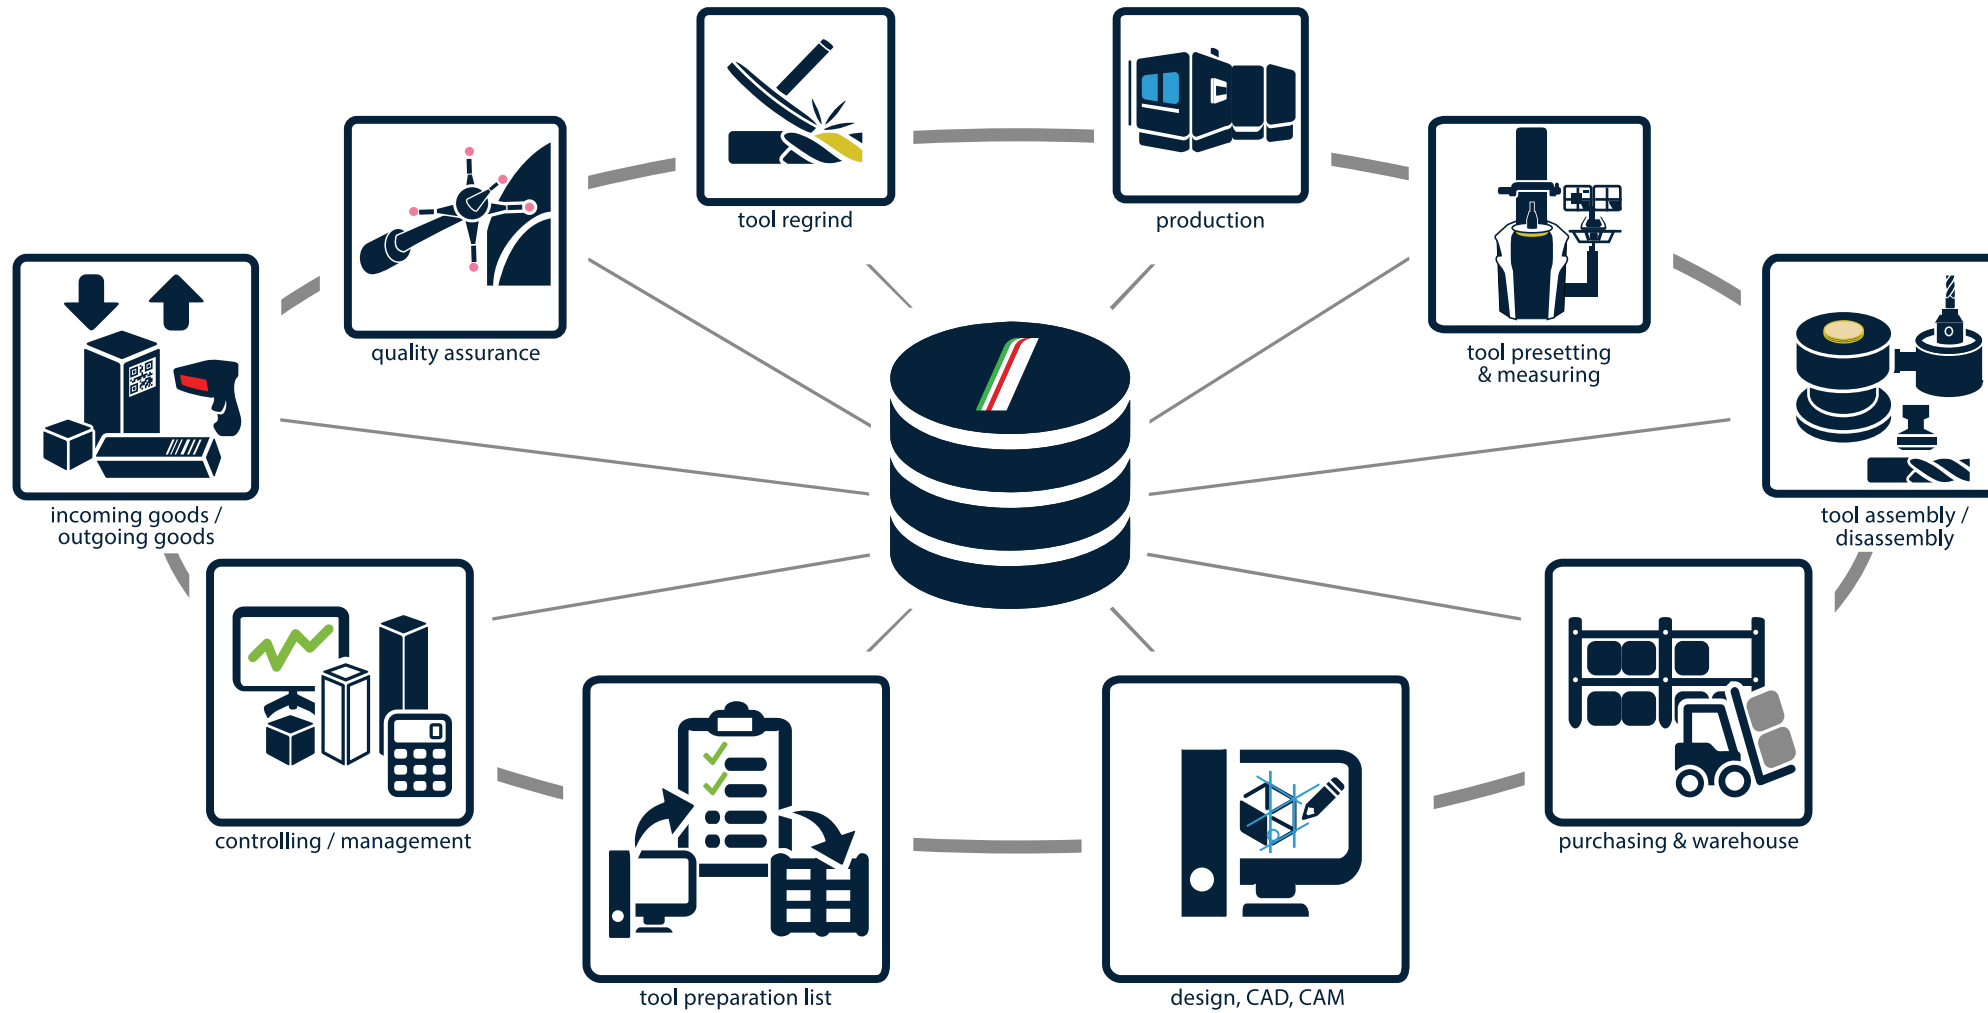 tool regrind
production
quality assurance
tool presetting
& measuring
incoming goods /
outgoing goods
tool assembly /
disassembly
controlling / management
purchasing & warehouse
tool preparation list
design, CAD, CAM